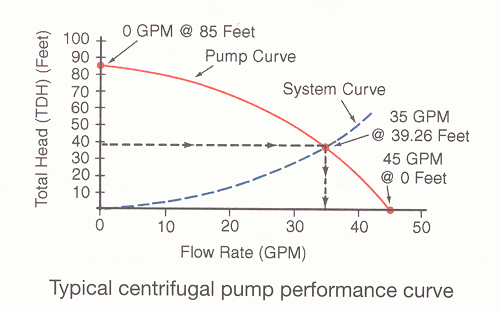 0 GPM @ 85 Feet
Pump Curve
System Curve
35 GPM
@ 39.26 Feet
45 GPM
@ 0 Feet
Total Head (TDH) (Feet)
100
90
80
70
60
50
40
30
20
10
0
10
20
30
40
50
Flow Rate (GPM)
Typical centrifugal pump performance curve